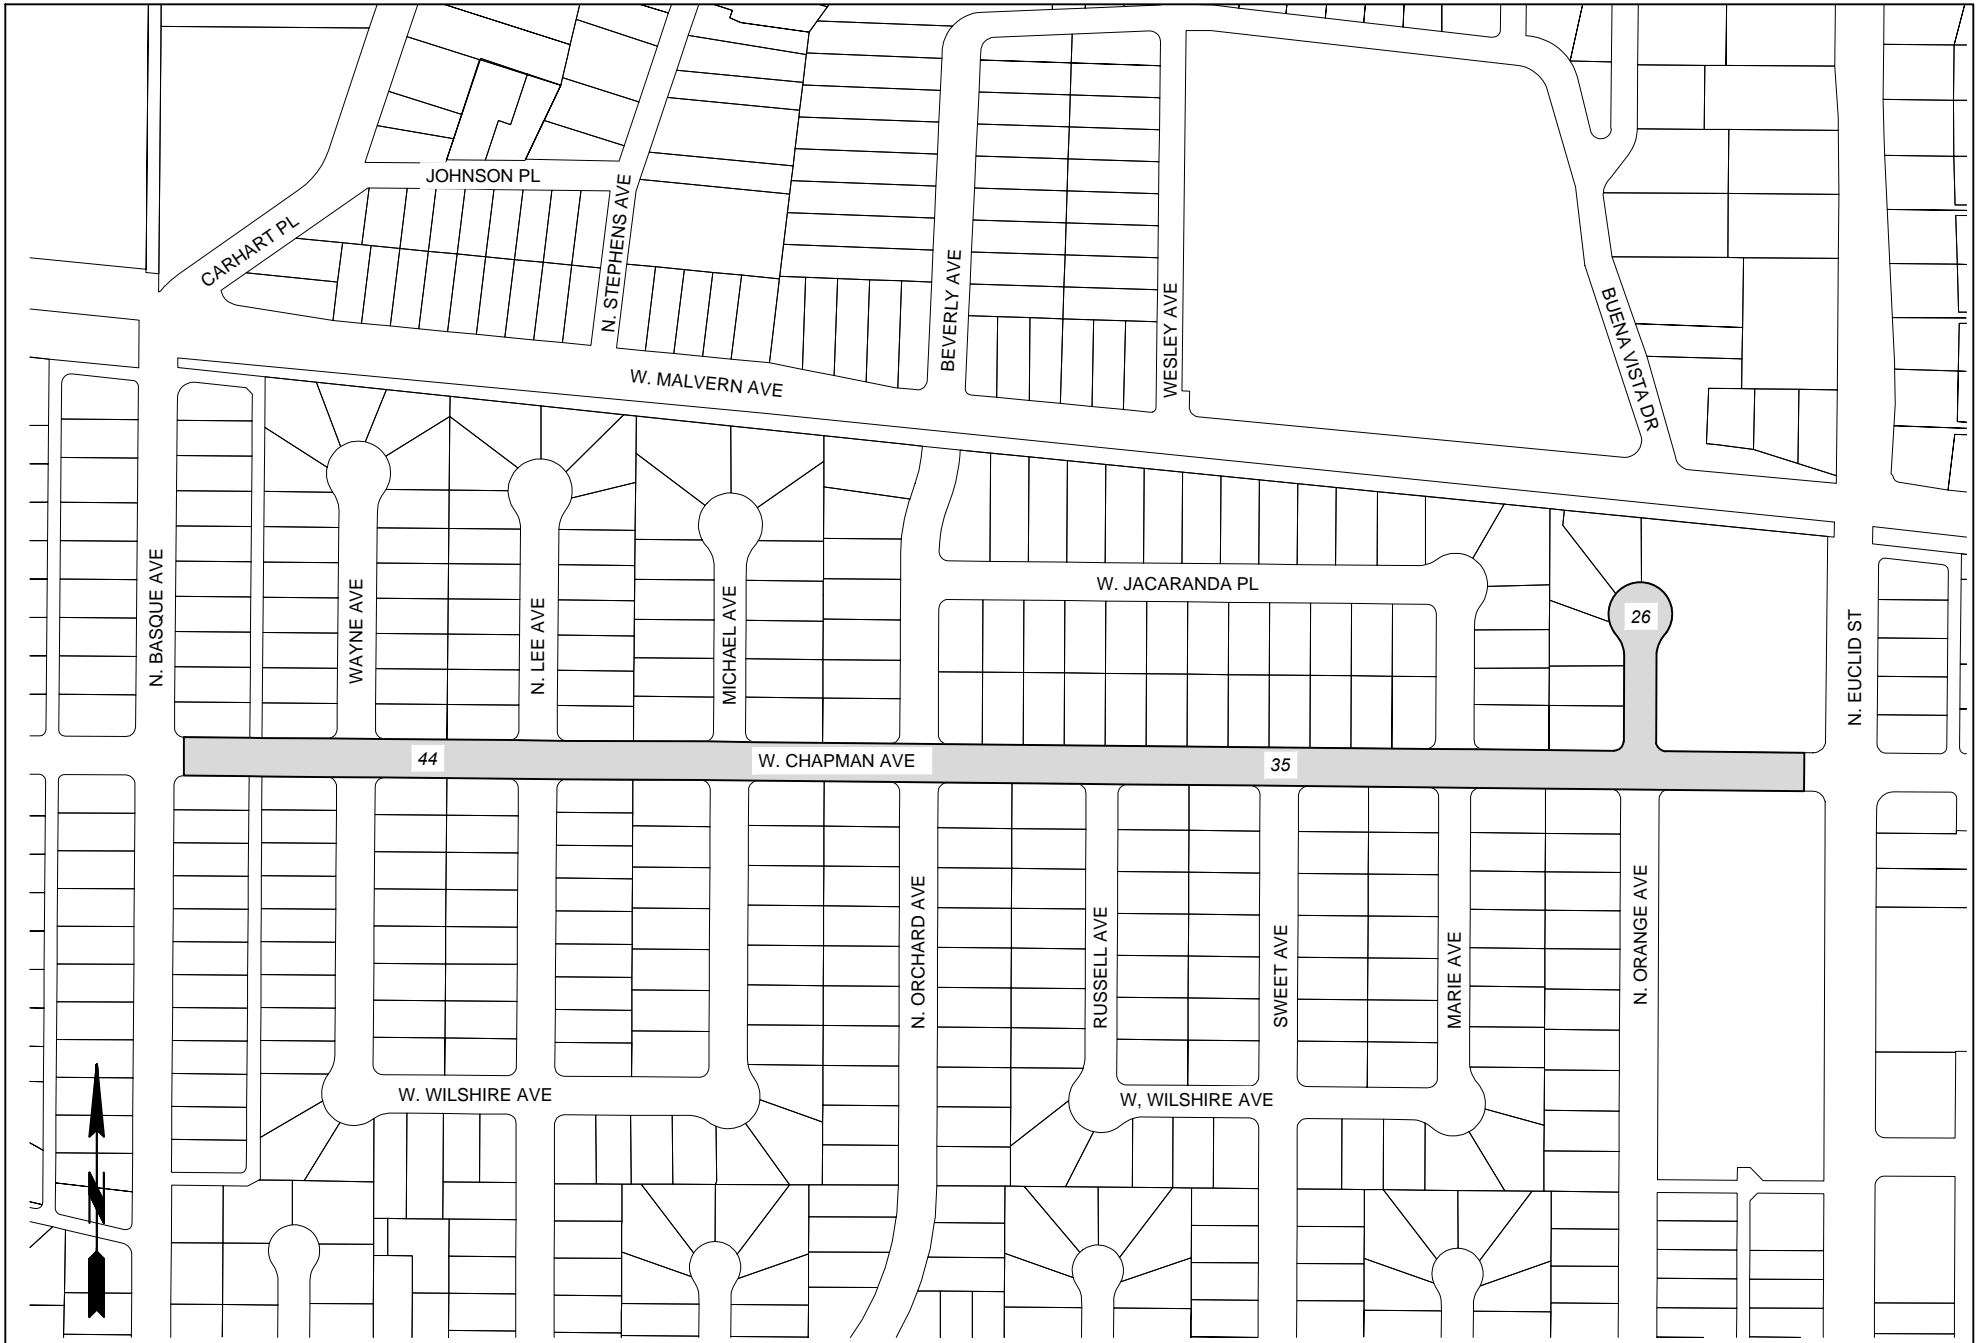 JOHNSON PL
CARHART PL
N. STEPHENS AVE
BEVERLY AVE
WESLEY AVE
BUENA VISTA DR
W. MALVERN AVE
N. BASQUE AVE
WAYNE AVE
N. LEE AVE
MICHAEL AVE
W. JACARANDA PL
26
N. EUCLID ST
44
W. CHAPMAN AVE
35
N. ORCHARD AVE
RUSSELL AVE
SWEET AVE
MARIE AVE
N. ORANGE AVE
W. WILSHIRE AVE
W, WILSHIRE AVE
N